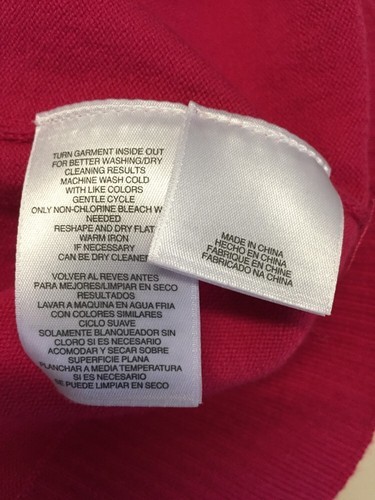 TURN GARMENT INSIDE OUT
FOR BETTER WASHING/DRY
CLEANING RESULTS
MACHINE WASH COLD
WITH LIKE COLORS
GENTLE CYCLE
ONLY NON-CHLORINE BLEACH W
NEEDED
RESHAPE AND DRY FLAT
WARM IRON
IF NECESSARY
CAN BE DRY CLEANE
VOLVER AL REVES ANTES
PARA MEJORES/LIMPIAR EN SECO
RESULTADOS
LAVAR A MAQUINA EN AGUA FRIA
CON COLORES SIMILARES
CICLO SUAVE
SOLAMENTE BLANQUEADOR SIN
CLORO SI ES NECESARIO
ACOMODAR Y SECAR SOBRE
SUPERFICIE PLANA
PLANCHAR A MEDIA TEMPERATURA
SI ES NECESARIO
SE PUEDE LIMPIAR EN SECO
MADE IN CHINA
HECHO EN CHINA
FABRIQUE EN CHINE
FABRICADO NA CHINA